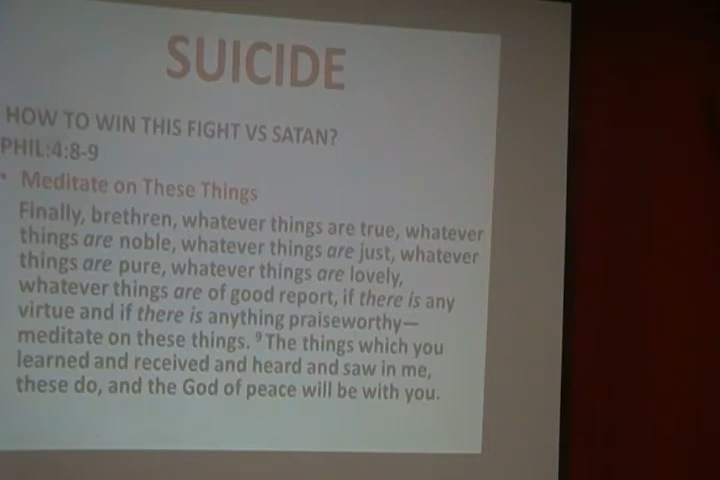 SUICIDE
HOW TO WIN THIS FIGHT VS SATAN?
PHIL:4:8-9
• Meditate on These Things
Finally, brethren, whatever things are true, whatever
things are noble, whatever things are just, whatever
things are pure, whatever things are lovely,
whatever things are of good report, if there is any
virtue and if there is anything praiseworthy—
meditate on these things. ⁹ The things which you
learned and received and heard and saw in me,
these do, and the God of peace will be with you.